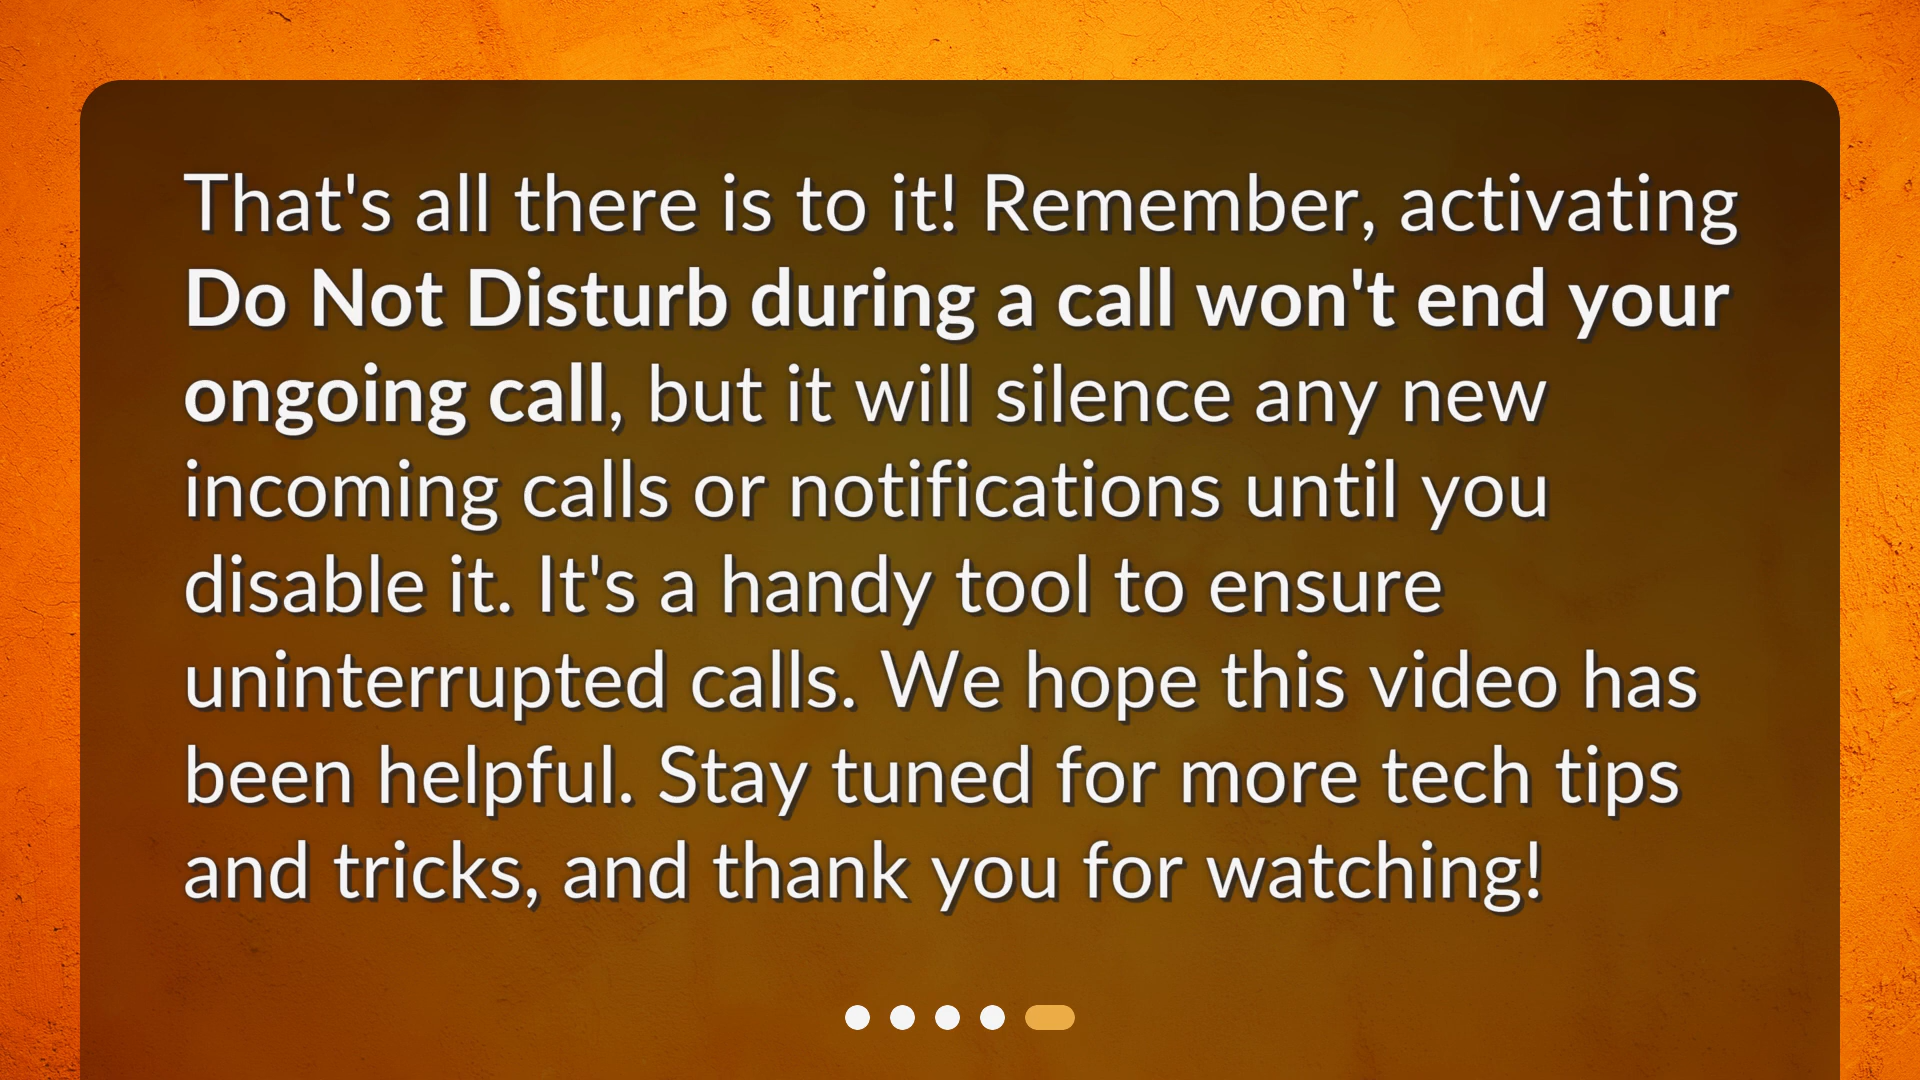 That's all there is to it! Remember, activating
Do Not Disturb during a call won't end your
ongoing call, but it will silence any new
incoming calls or notifications until you
disable it. It's a handy tool to ensure
uninterrupted calls. We hope this video has
been helpful. Stay tuned for more tech tips
and tricks, and thank you for watching!